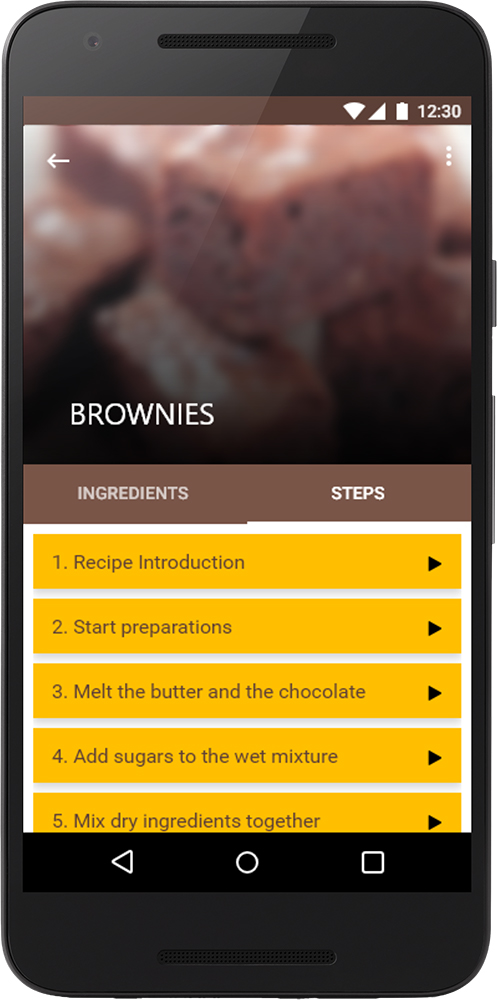 12:30
BROWNIES
INGREDIENTS STEPS
1. Recipe Introduction
2. Start preparations
3. Melt the butter and the chocolate
4. Add sugars to the wet mixture
5. Mix dry ingredients together